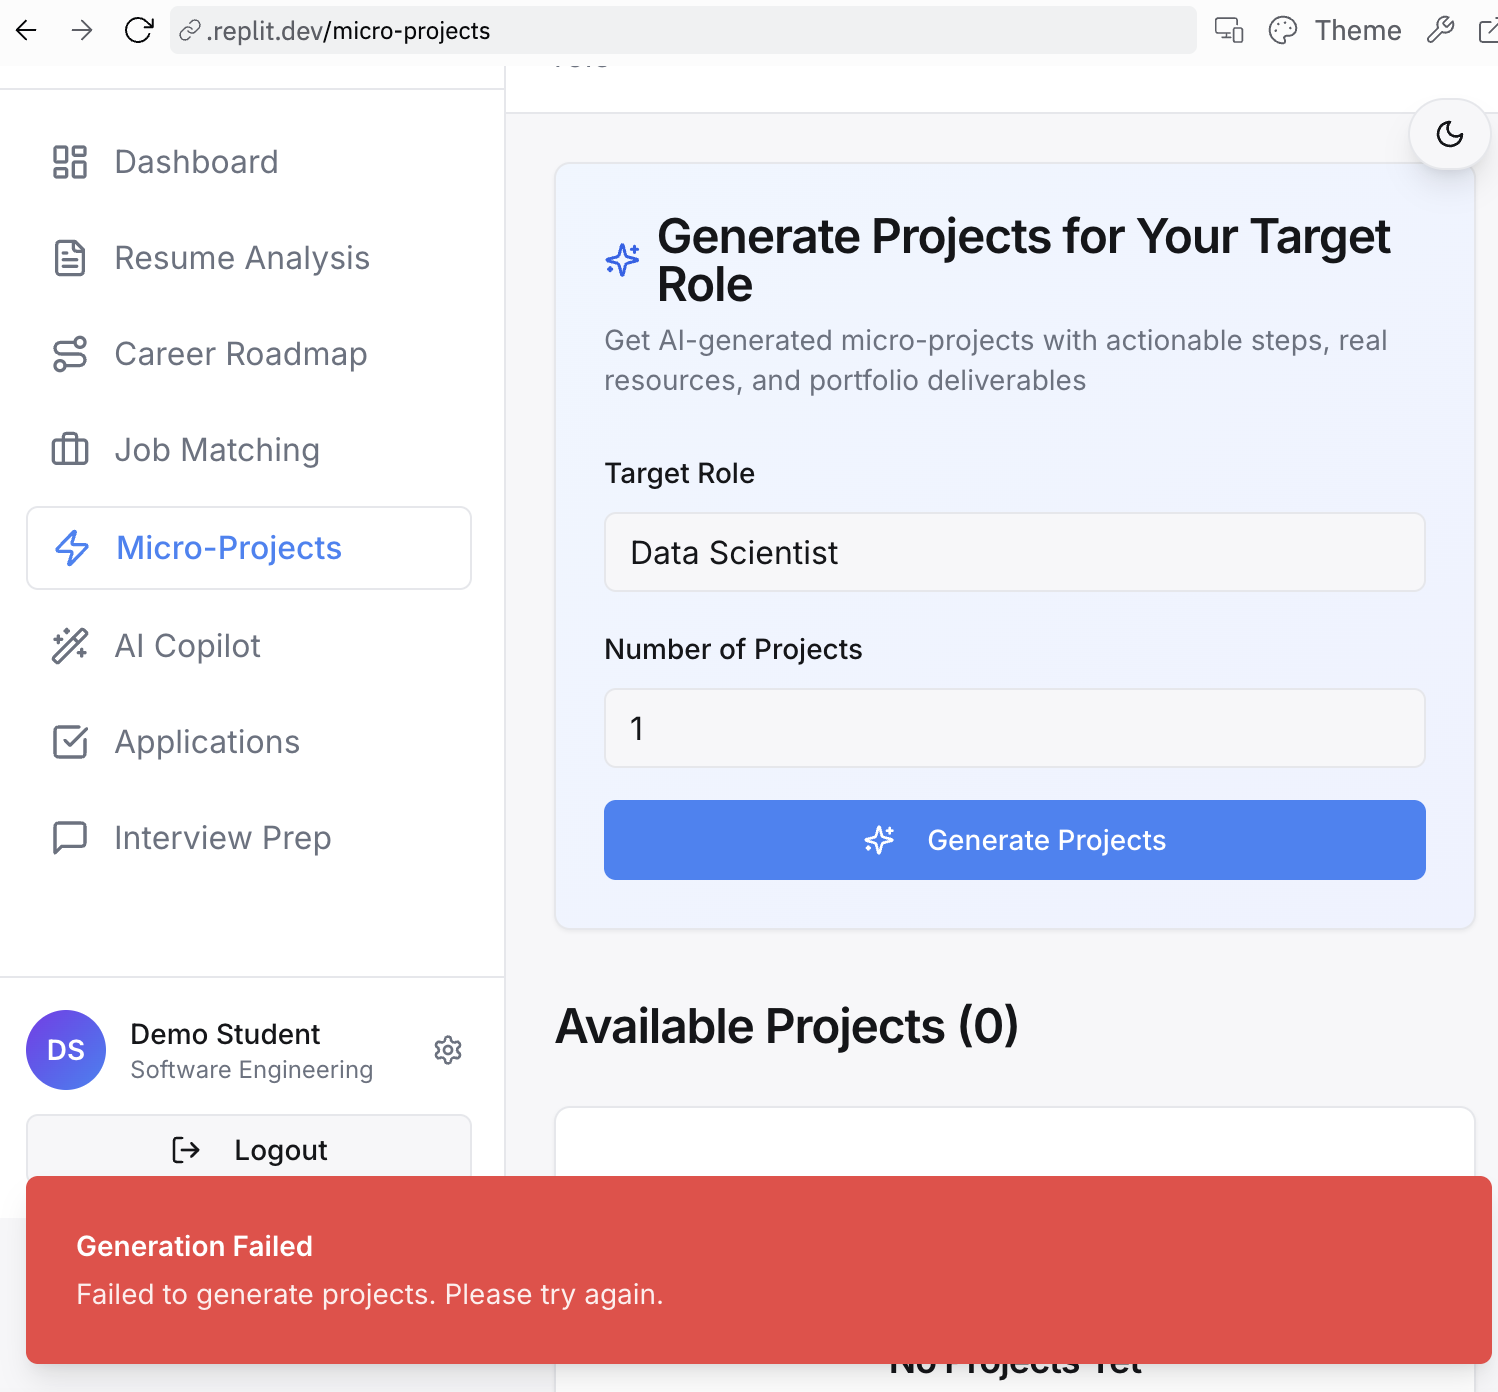 .replit.dev/micro-projects
Theme
Dashboard
Resume Analysis
Career Roadmap
Job Matching
Micro-Projects
AI Copilot
Applications
Interview Prep
DS
Demo Student
Software Engineering
Logout
Generate Projects for Your Target
Role
Get AI-generated micro-projects with actionable steps, real
resources, and portfolio deliverables
Target Role
Data Scientist
Number of Projects
1
Generate Projects
Available Projects (0)
Generation Failed
Failed to generate projects. Please try again.
No Projects Yet